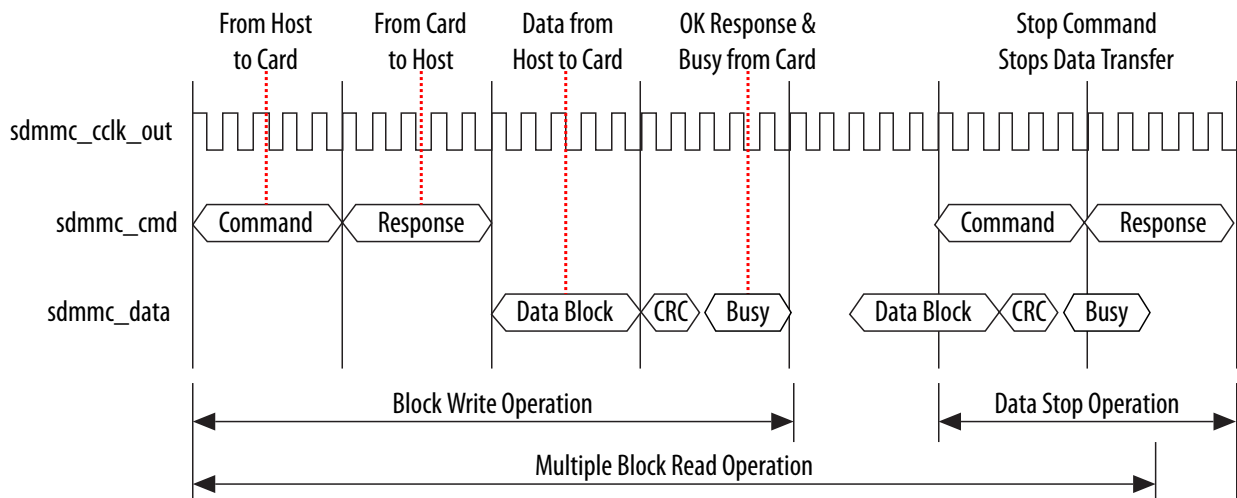 From Host
to Card
From Card
to Host
Data from
Host to Card
OK Response &
Busy from Card
Stop Command
Stops Data Transfer
sdmmc_cclk_out
sdmmc_cmd
Command
Response
Command
Response
sdmmc_data
Data Block
CRC
Busy
Data Block
CRC
Busy
Block Write Operation
Data Stop Operation
Multiple Block Read Operation